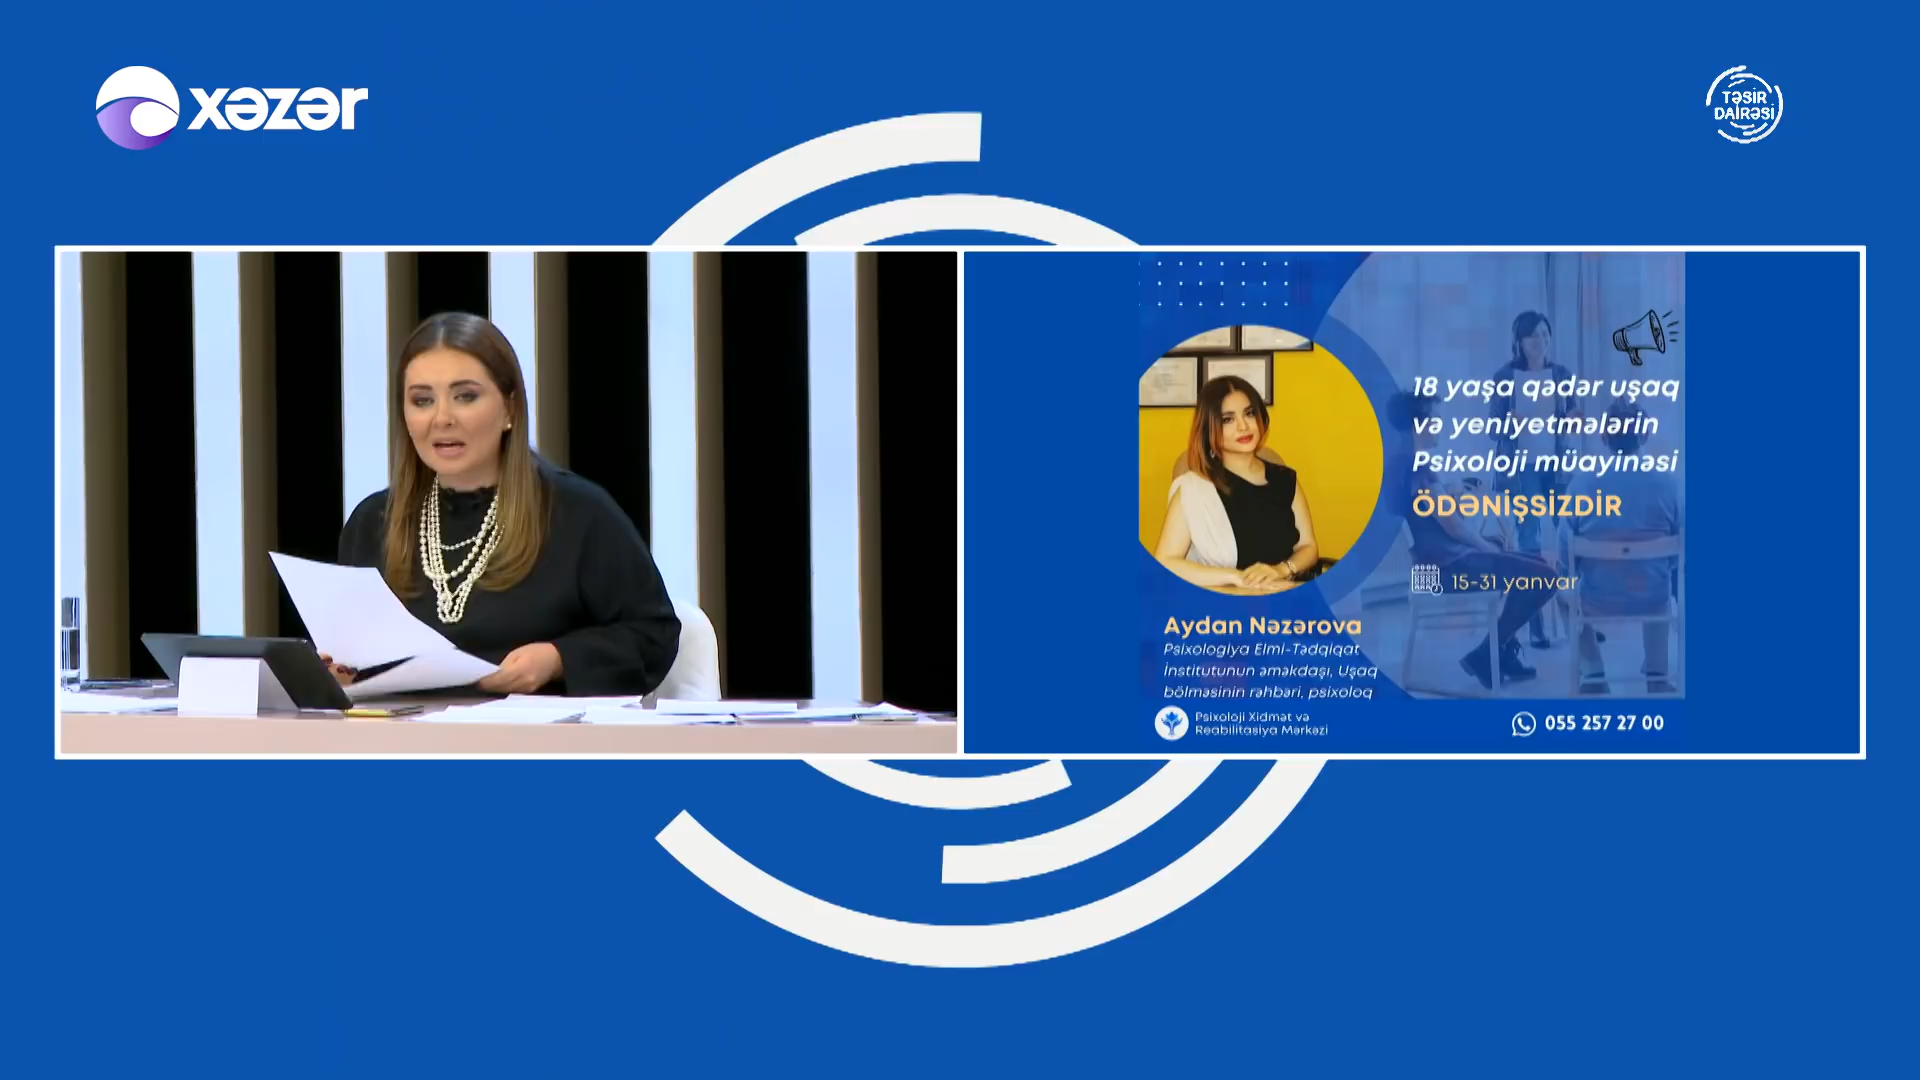 xəzər
TƏSİR
DAİRƏSİ
18 yaşa qədər uşaq
və yeniyetmələrin
Psixoloji müayinəsi
ÖDƏNİŞSİZDİR
15-31 yanvar
Aydan Nəzərova
Psixologiya Elmi-Tədqiqat
İnstitutunun əməkdaşı, Uşaq
bölməsinin rəhbəri, psixoloq
Psixoloji Xidmət və
Reabilitasiya Mərkəzi
055 257 27 00